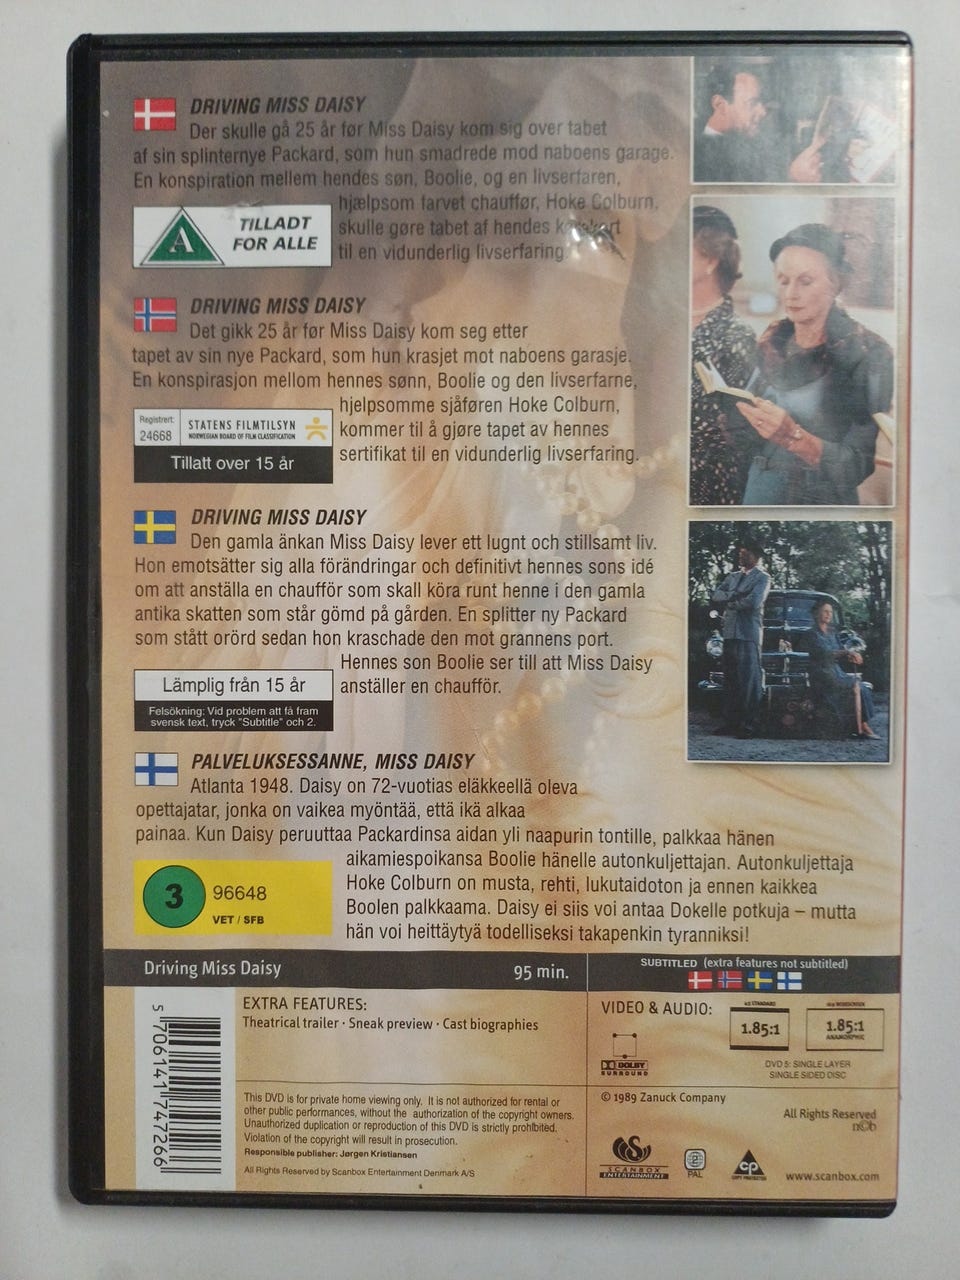 DRIVING MISS DAISY
Der skulle gå 25 år før Miss Daisy kom sig over tabet
af sin splinternye Packard, som hun smadrede mod naboens garage.
En konspiration mellem hendes søn, Boolie, og en livserfaren,
hjælpsom farvet chauffør, Hoke Colburn,
skulle gøre tabet af hendes
til en vidunderlig livserfaring.
A
TILLADT
FOR ALLE
DRIVING MISS DAISY
Det gikk 25 år før Miss Daisy kom seg etter
tapet av sin nye Packard, som hun krasjet mot naboens garasje.
En konspirasjon mellom hennes sønn, Boolie og den livserfarne,
hjelpsomme sjåføren Hoke Colburn,
kommer til å gjøre tapet av hennes
sertifikat til en vidunderlig livserfaring.
Registrert:
24668
STATENS FILMTILSYN
NORWEGIAN BOARD OF FILM CLASSIFICATION
Tillatt over 15 år
DRIVING MISS DAISY
Den gamla änkan Miss Daisy lever ett lugnt och stillsamt liv.
Hon emotsätter sig alla förändringar och definitivt hennes sons idé
om att anställa en chaufför som skall köra runt henne i den gamla
antika skatten som står gömd på gården. En splitter ny Packard
som stått orörd sedan hon kraschade den mot grannens port.
Hennes son Boolie ser till att Miss Daisy
anställer en chaufför.
Lämplig från 15 år
Felsökning: Vid problem att få fram
svensk text, tryck "Subtitle" och 2.
PALVELUKSESSANNE, MISS DAISY
Atlanta 1948. Daisy on 72-vuotias eläkkeellä oleva
opettajatar, jonka on vaikea myöntää, että ikä alkaa
painaa. Kun Daisy peruuttaa Packardinsa aidan yli naapurin tontille, palkkaa hänen
aikamiespoikansa Boolie hänelle autonkuljettajan. Autonkuljettaja
Hoke Colburn on musta, rehti, lukutaidoton ja ennen kaikkea
Boolen palkkaama. Daisy ei siis voi antaa Dokelle potkuja – mutta
hän voi heittäytyä todelliseksi takapenkin tyranniksi!
3
96648
VET / SFB
Driving Miss Daisy
95 min.
SUBTITLED (extra features not subtitled)
5 706141 747266
EXTRA FEATURES:
Theatrical trailer · Sneak preview · Cast biographies
VIDEO & AUDIO:
4:3 STANDARD
1.85:1
16:9 WIDESCREEN
1.85:1
ANAMORPHIC
DOLBY
SURROUND
DVD 5: SINGLE LAYER
SINGLE SIDED DISC
This DVD is for private home viewing only. It is not authorized for rental or
other public performances, without the authorization of the copyright owners.
Unauthorized duplication or reproduction of this DVD is strictly prohibited.
Violation of the copyright will result in prosecution.
Responsible publisher: Jørgen Kristiansen
All Rights Reserved by Scanbox Entertainment Denmark A/S
© 1989 Zanuck Company
All Rights Reserved
ncb
SCANBOX
ENTERTAINMENT
2
PAL
cp
COPY PROTECTED
www.scanbox.com